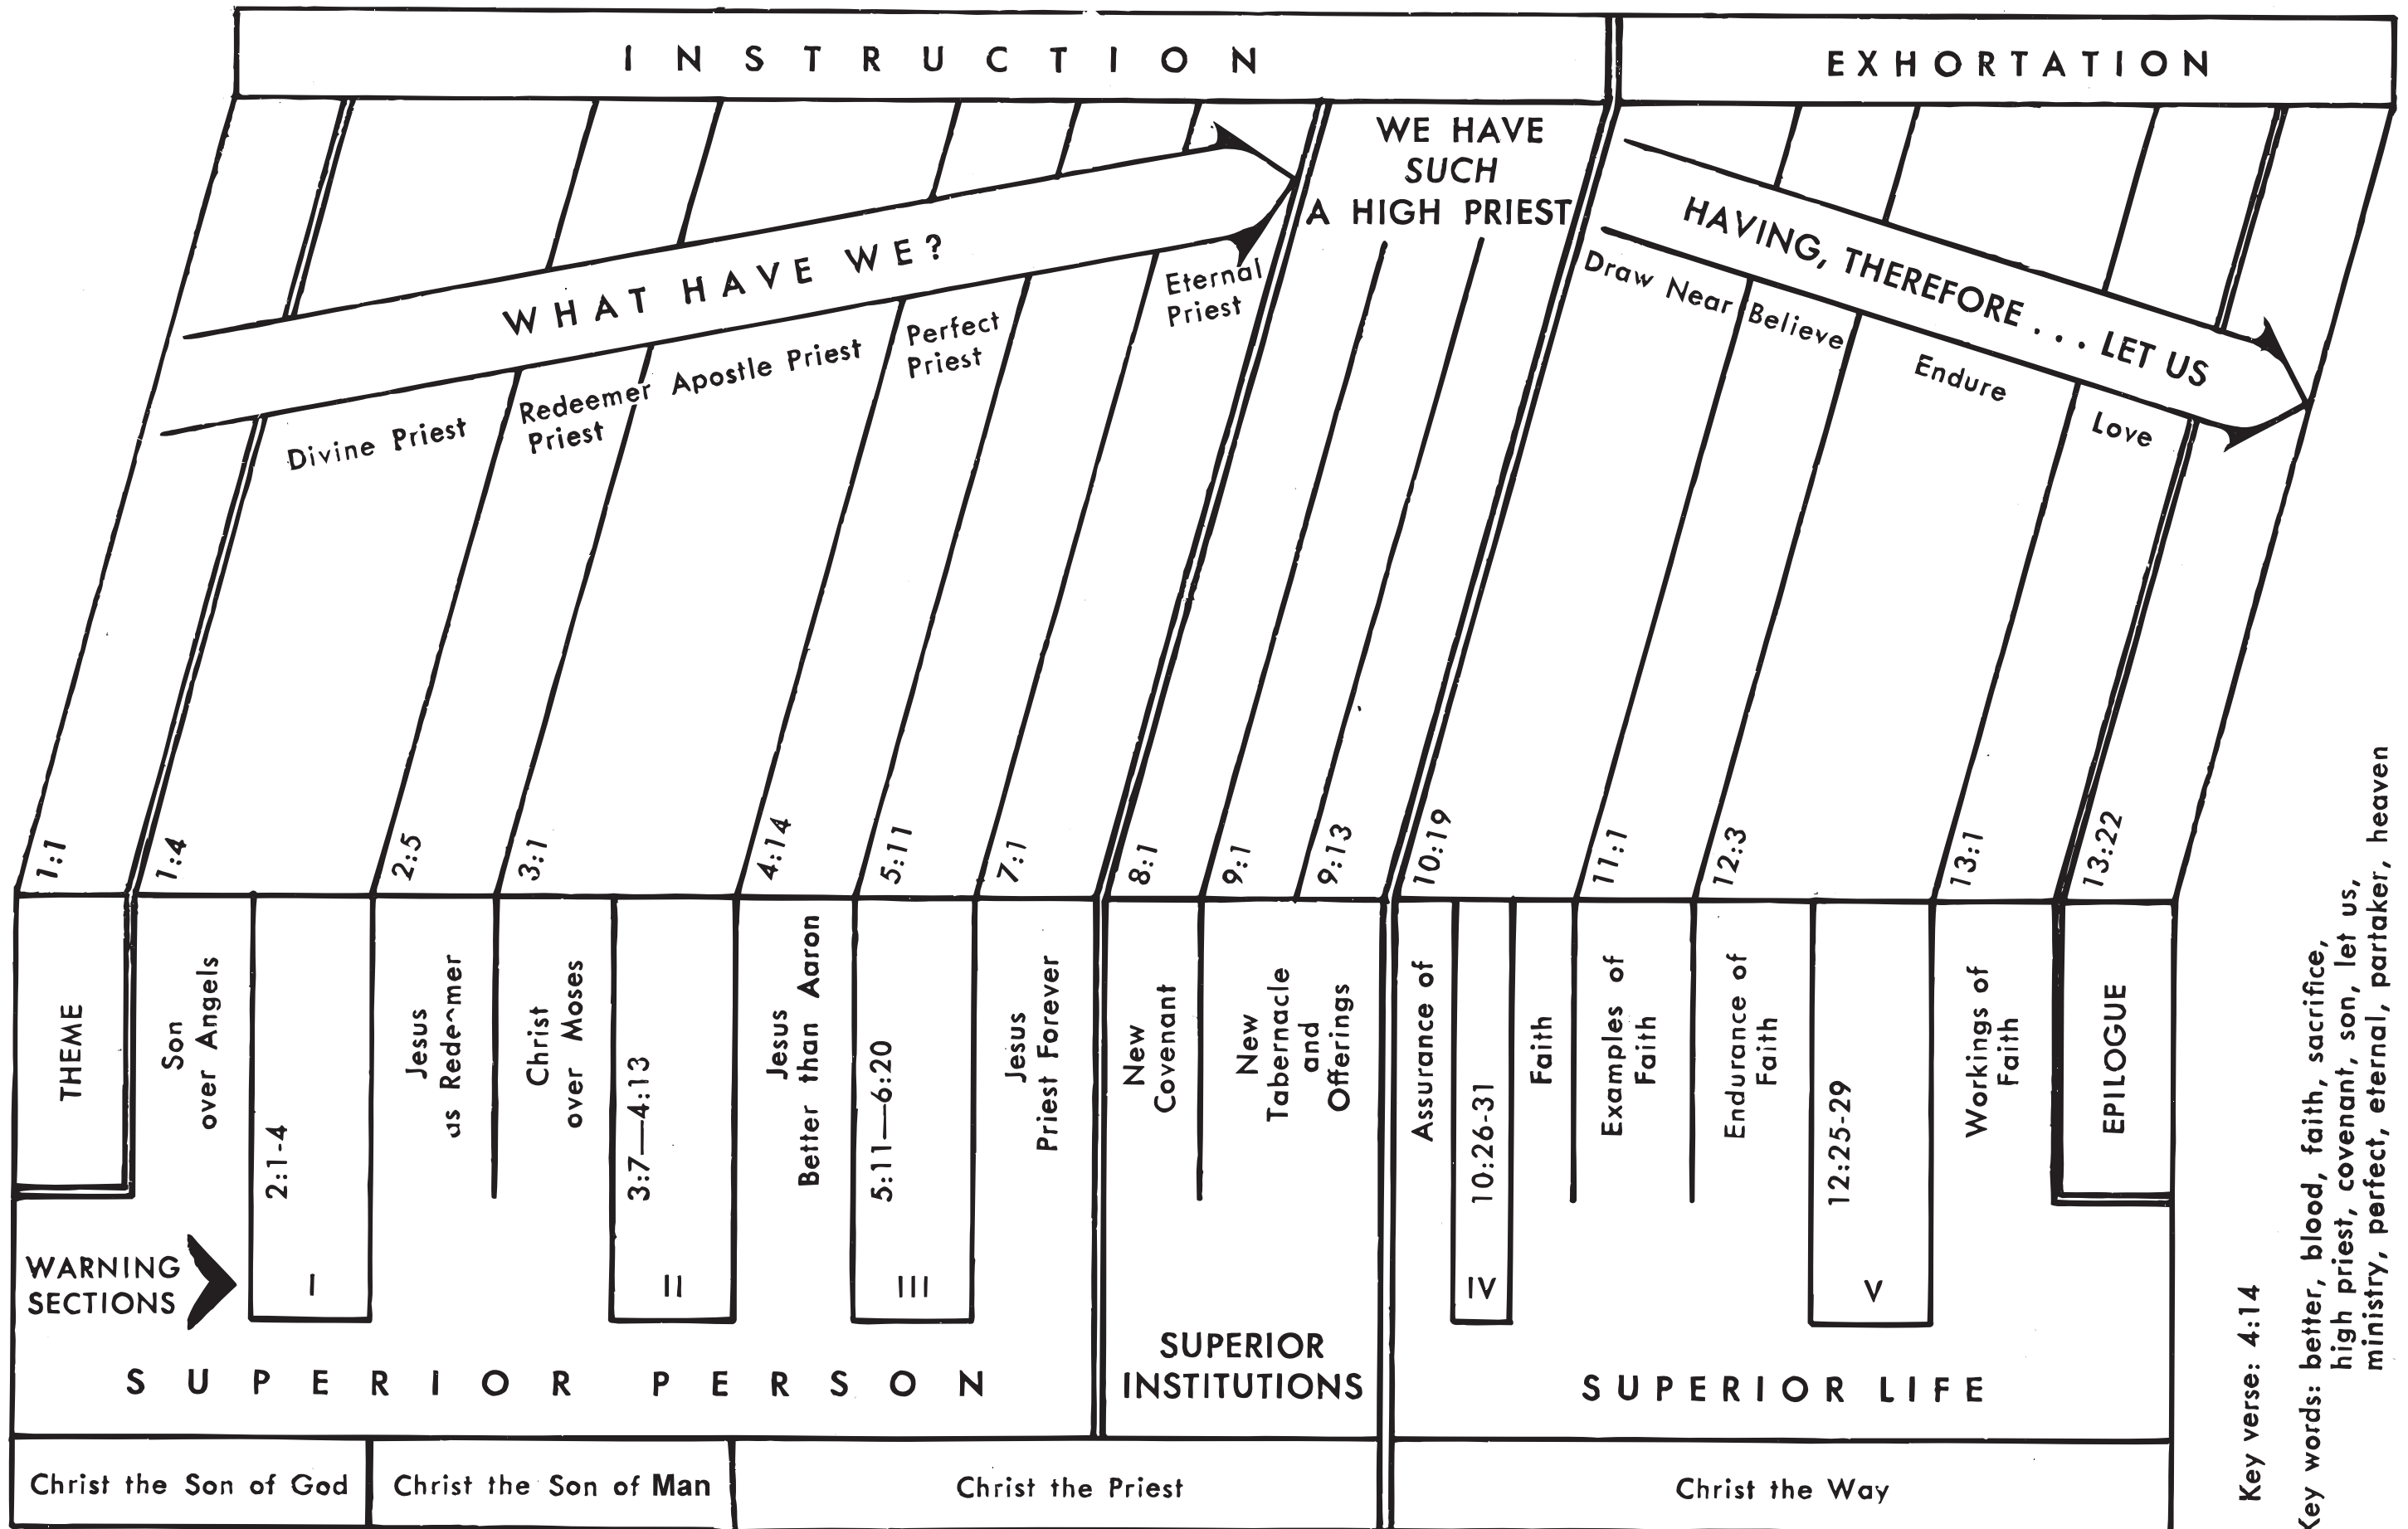 INSTRUCTION
EXHORTATION
WE HAVE
SUCH
A HIGH PRIEST
WHAT HAVE WE?
HAVING, THEREFORE . . . LET US
Divine Priest
Redeemer
Priest
Apostle Priest
Perfect
Priest
Eternal
Priest
Draw Near
Believe
Endure
Love
1:1
1:4
2:5
3:1
4:14
5:11
7:1
8:1
9:1
9:13
10:19
11:1
12:3
13:1
13:22
THEME
Son
over Angels
2:1-4
I
Jesus
as Redeemer
Christ
over Moses
3:7—4:13
II
Jesus
Better than Aaron
5:11—6:20
III
Jesus
Priest Forever
New
Covenant
New
Tabernacle
and
Offerings
Assurance of
10:26-31
IV
Faith
Examples of
Faith
Endurance of
Faith
12:25-29
V
Workings of
Faith
EPILOGUE
WARNING
SECTIONS
SUPERIOR PERSON
SUPERIOR
INSTITUTIONS
SUPERIOR LIFE
Christ the Son of God
Christ the Son of Man
Christ the Priest
Christ the Way
Key verse: 4:14
Key words: better, blood, faith, sacrifice,
high priest, covenant, son, let us,
ministry, perfect, eternal, partaker, heaven